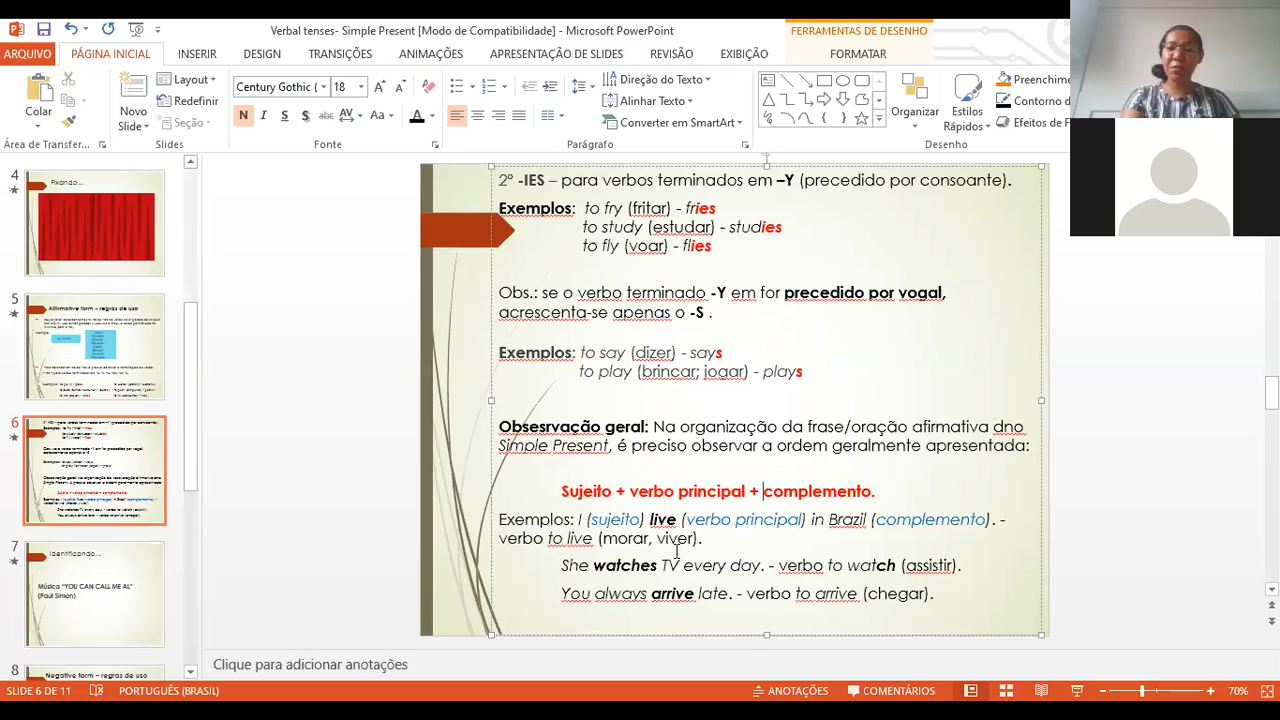 Verbal tenses- Simple Present [Modo de Compatibilidade] - Microsoft PowerPoint
FERRAMENTAS DE DESENHO
ARQUIVO PÁGINA INICIAL INSERIR DESIGN TRANSIÇÕES ANIMAÇÕES APRESENTAÇÃO DE SLIDES REVISÃO EXIBIÇÃO FORMATAR
Colar
Novo
Slide
Layout
Redefinir
Seção
Century Gothic (
18
N I S S abc AV Aa A
Direção do Texto
Alinhar Texto
Converter em SmartArt
Organizar
Estilos
Rápidos
Preenchime
Contorno d
Efeitos de F
Área de Transfer...
Slides
Fonte
Parágrafo
Desenho
4
Fixando...
5
Affirmative form – regras de uso
6
7
Identificando...
Música "YOU CAN CALL ME AL"
(Paul Simon)
8
Negative form – regras de uso
2º -IES – para verbos terminados em –Y (precedido por consoante).
Exemplos: to fry (fritar) - fries
to study (estudar) - studies
to fly (voar) - flies
Obs.: se o verbo terminado -Y em for precedido por vogal,
acrescenta-se apenas o -S .
Exemplos: to say (dizer) - says
to play (brincar; jogar) - plays
Obsesrvação geral: Na organização da frase/oração afirmativa dno
Simple Present, é preciso observar a ordem geralmente apresentada:
Sujeito + verbo principal + complemento.
Exemplos: I (sujeito) live (verbo principal) in Brazil (complemento). -
verbo to live (morar, viver).
She watches TV every day. - verbo to watch (assistir).
You always arrive late. - verbo to arrive (chegar).
Clique para adicionar anotações
SLIDE 6 DE 11
PORTUGUÊS (BRASIL)
ANOTAÇÕES
COMENTÁRIOS
70%